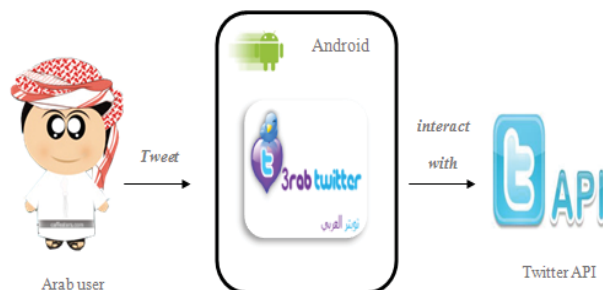 Android
Tweet
t
3rab twitter
تويتر العربي
interact
with
t
API
Arab user
Twitter API